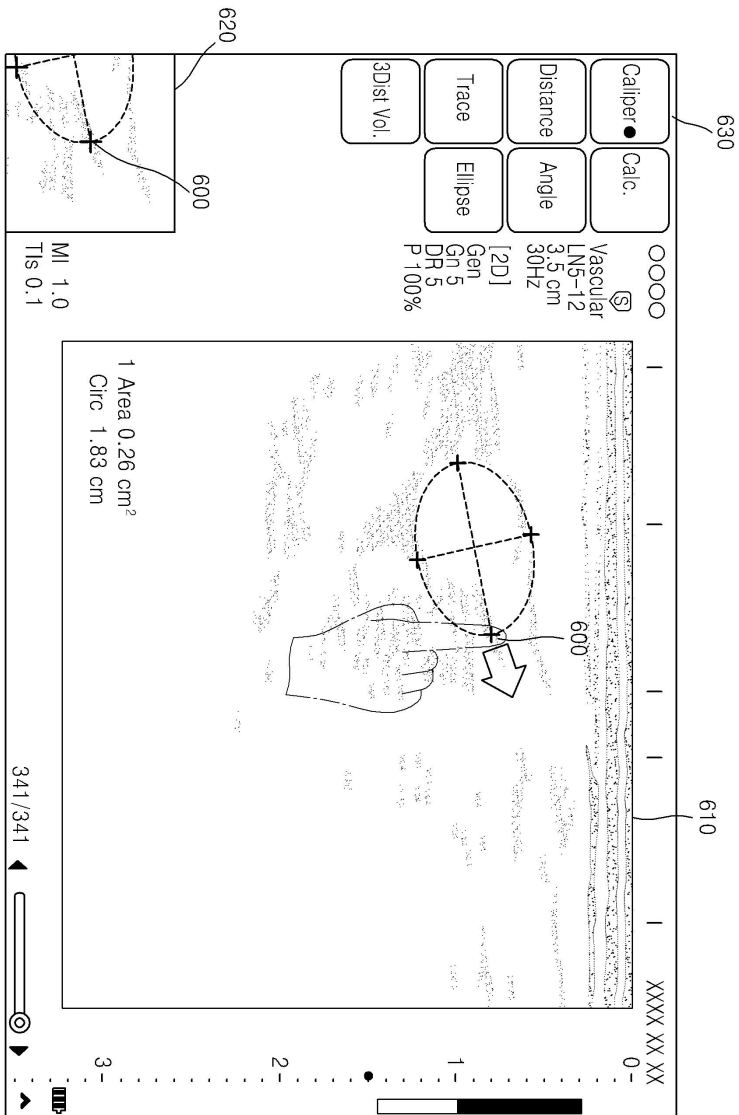 630
610
620
600
600
Caliper● Calc.
Distance Angle
Trace Ellipse
3Dist Vol.
○○○○
XXXX XX XX
S
Vascular
LN5-12
3.5 cm
30Hz
[2D]
Gen
Gn 5
DR 5
P 100%
MI 1.0
TIs 0.1
1 Area 0.26 cm²
Circ 1.83 cm
0
1
2
3
341/341